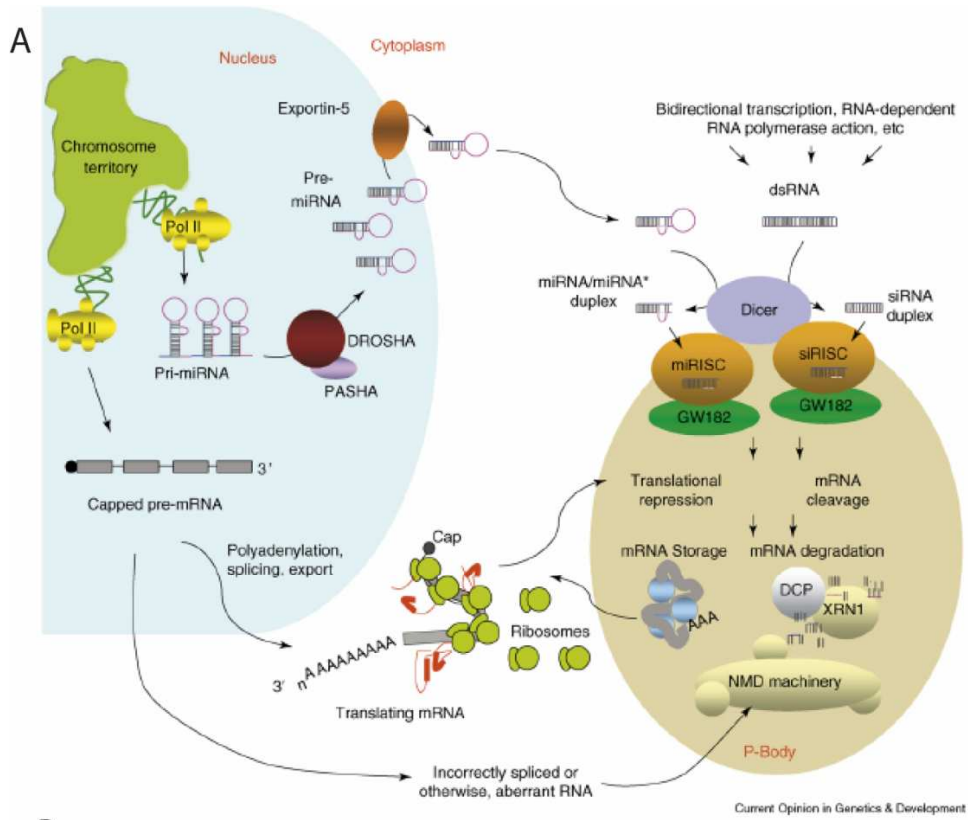 A
Nucleus
Cytoplasm
Exportin-5
Bidirectional transcription, RNA-dependent
RNA polymerase action, etc
Chromosome
territory
Pre-
miRNA
dsRNA
Pol II
miRNA/miRNA*
duplex
Dicer
siRNA
duplex
Pol II
DROSHA
Pri-miRNA
PASHA
miRISC
siRISC
GW182
GW182
3′
Capped pre-mRNA
Translational
repression
mRNA
cleavage
Polyadenylation,
splicing, export
Cap
mRNA Storage
mRNA degradation
DCP
XRN1
AAA
Ribosomes
3′ nAAAAAAAAA
Translating mRNA
NMD machinery
P-Body
Incorrectly spliced or
otherwise, aberrant RNA
Current Opinion in Genetics & Development